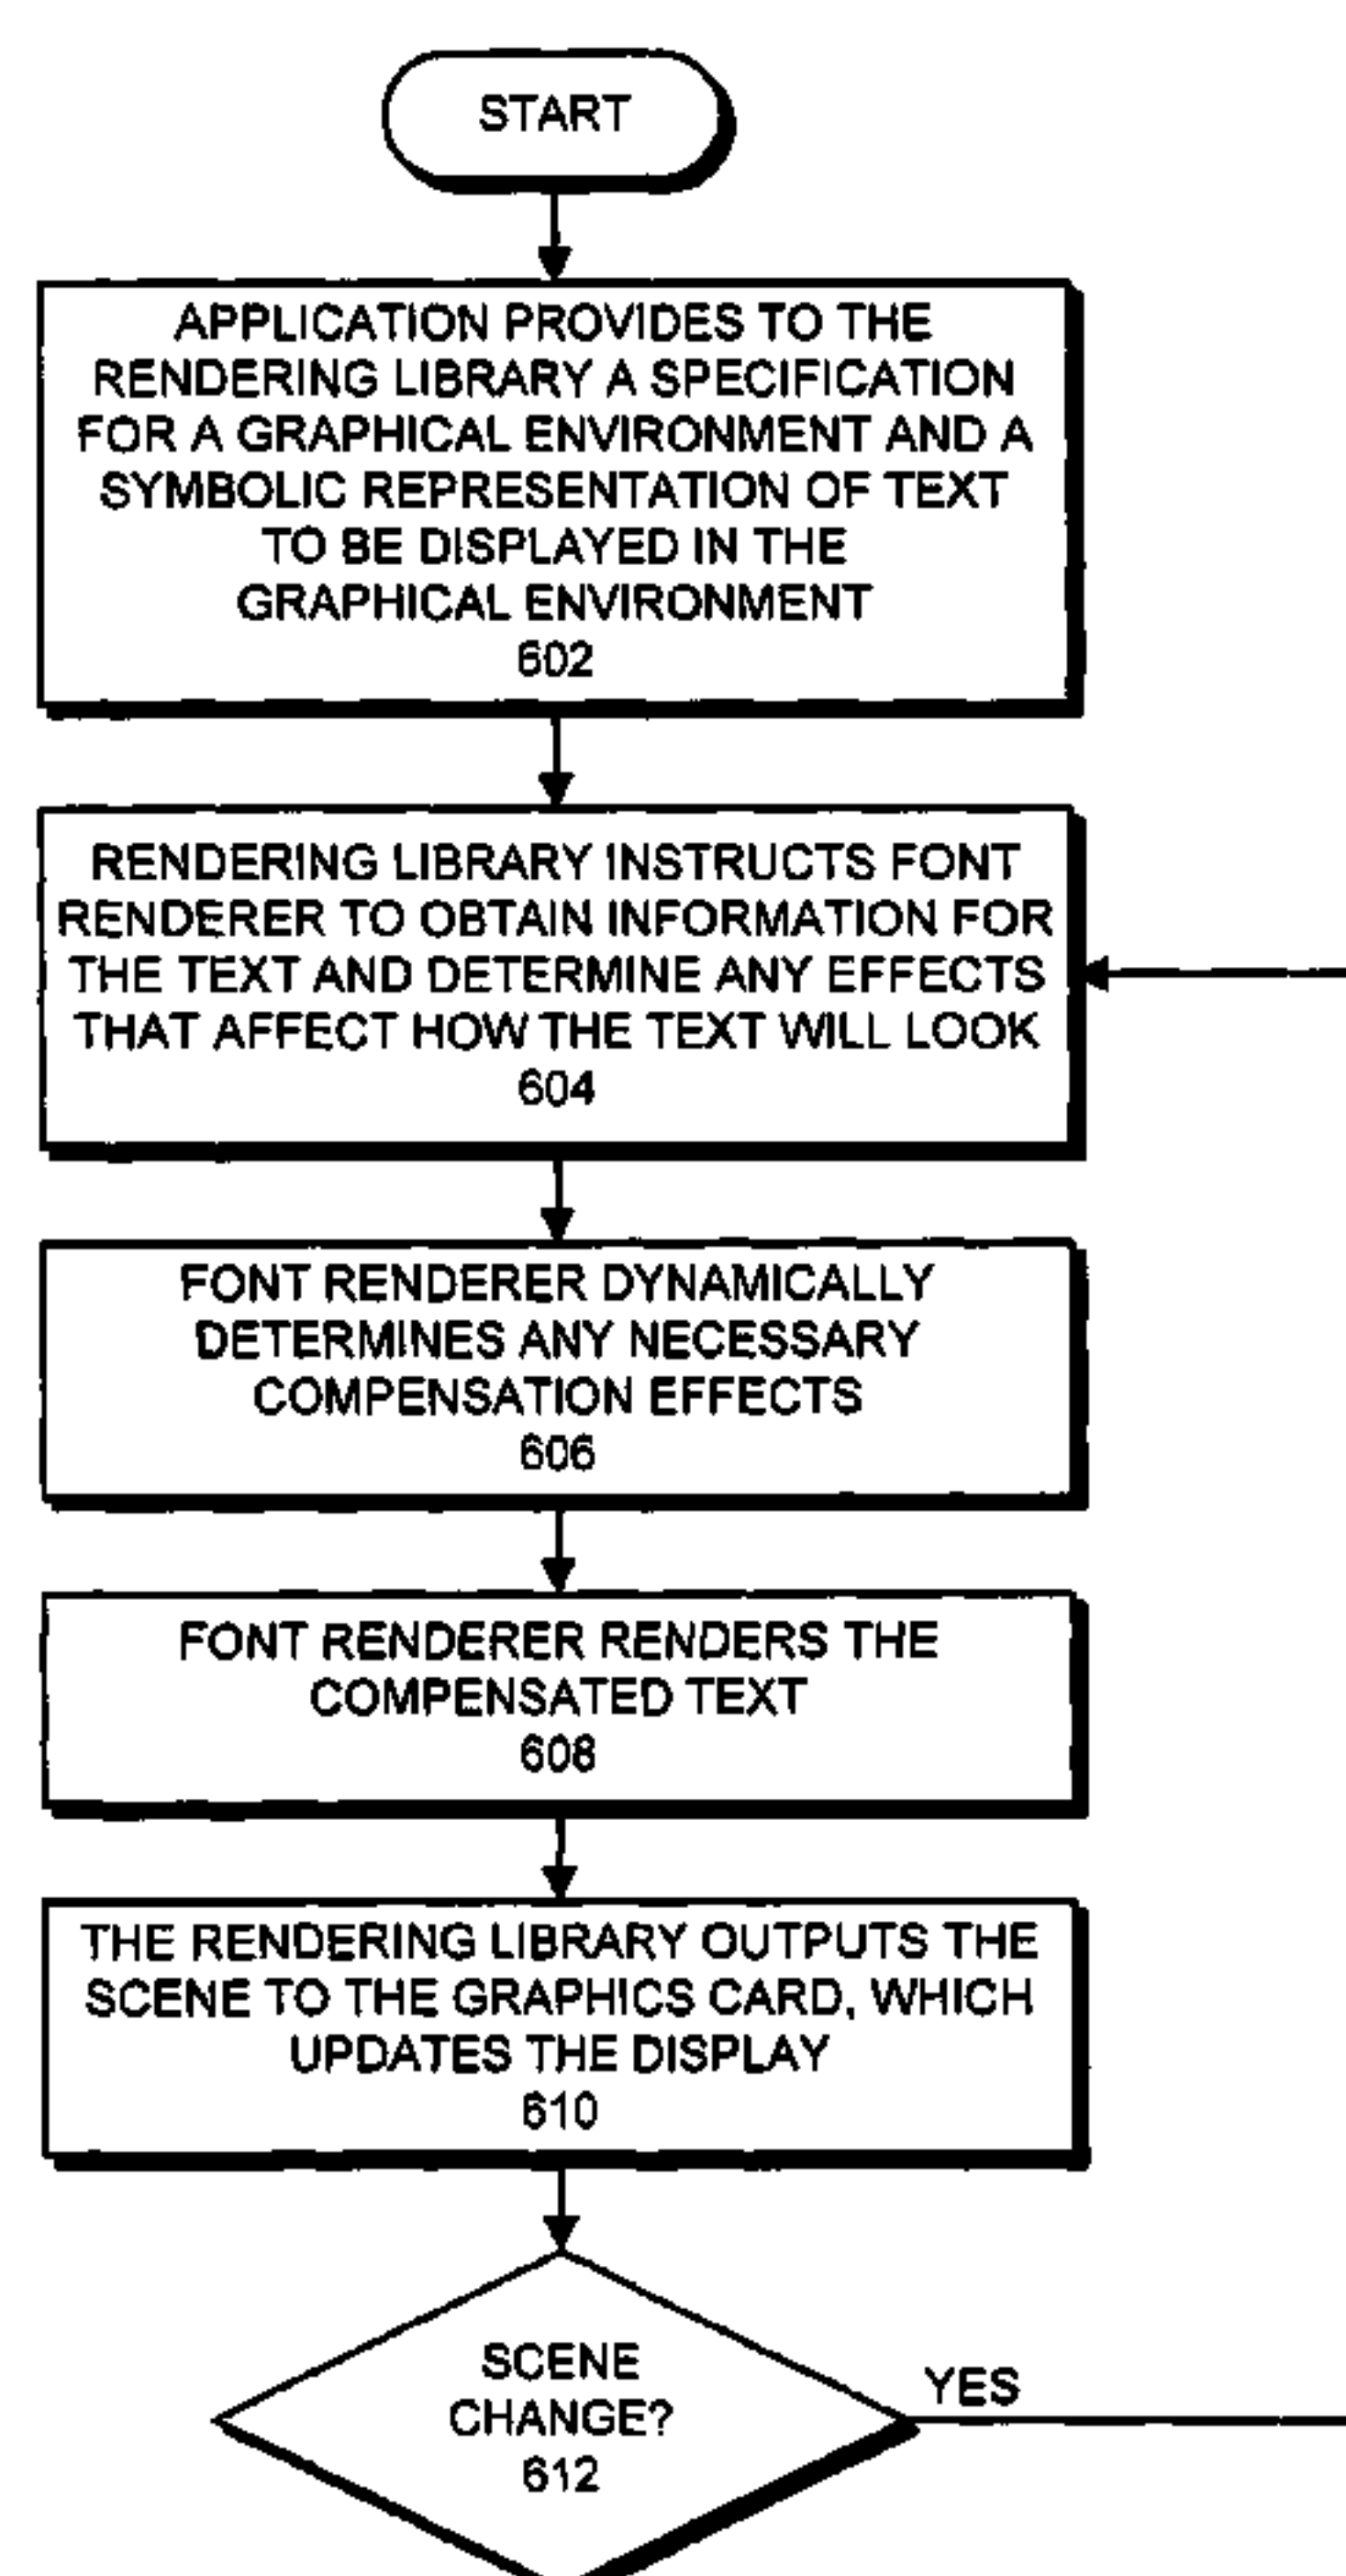 START
APPLICATION PROVIDES TO THE
RENDERING LIBRARY A SPECIFICATION
FOR A GRAPHICAL ENVIRONMENT AND A
SYMBOLIC REPRESENTATION OF TEXT
TO BE DISPLAYED IN THE
GRAPHICAL ENVIRONMENT
602
RENDERING LIBRARY INSTRUCTS FONT
RENDERER TO OBTAIN INFORMATION FOR
THE TEXT AND DETERMINE ANY EFFECTS
THAT AFFECT HOW THE TEXT WILL LOOK
604
FONT RENDERER DYNAMICALLY
DETERMINES ANY NECESSARY
COMPENSATION EFFECTS
606
FONT RENDERER RENDERS THE
COMPENSATED TEXT
608
THE RENDERING LIBRARY OUTPUTS THE
SCENE TO THE GRAPHICS CARD, WHICH
UPDATES THE DISPLAY
610
SCENE
CHANGE?
612
YES